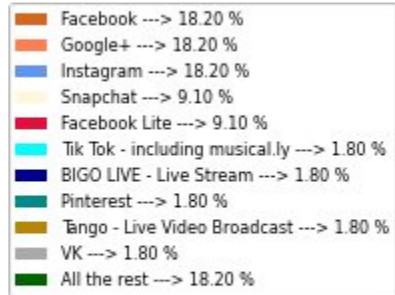 Facebook ---> 18.20 %
Google+ ---> 18.20 %
Instagram ---> 18.20 %
Snapchat ---> 9.10 %
Facebook Lite ---> 9.10 %
Tik Tok - including musical.ly ---> 1.80 %
BIGO LIVE - Live Stream ---> 1.80 %
Pinterest ---> 1.80 %
Tango - Live Video Broadcast ---> 1.80 %
VK ---> 1.80 %
All the rest ---> 18.20 %